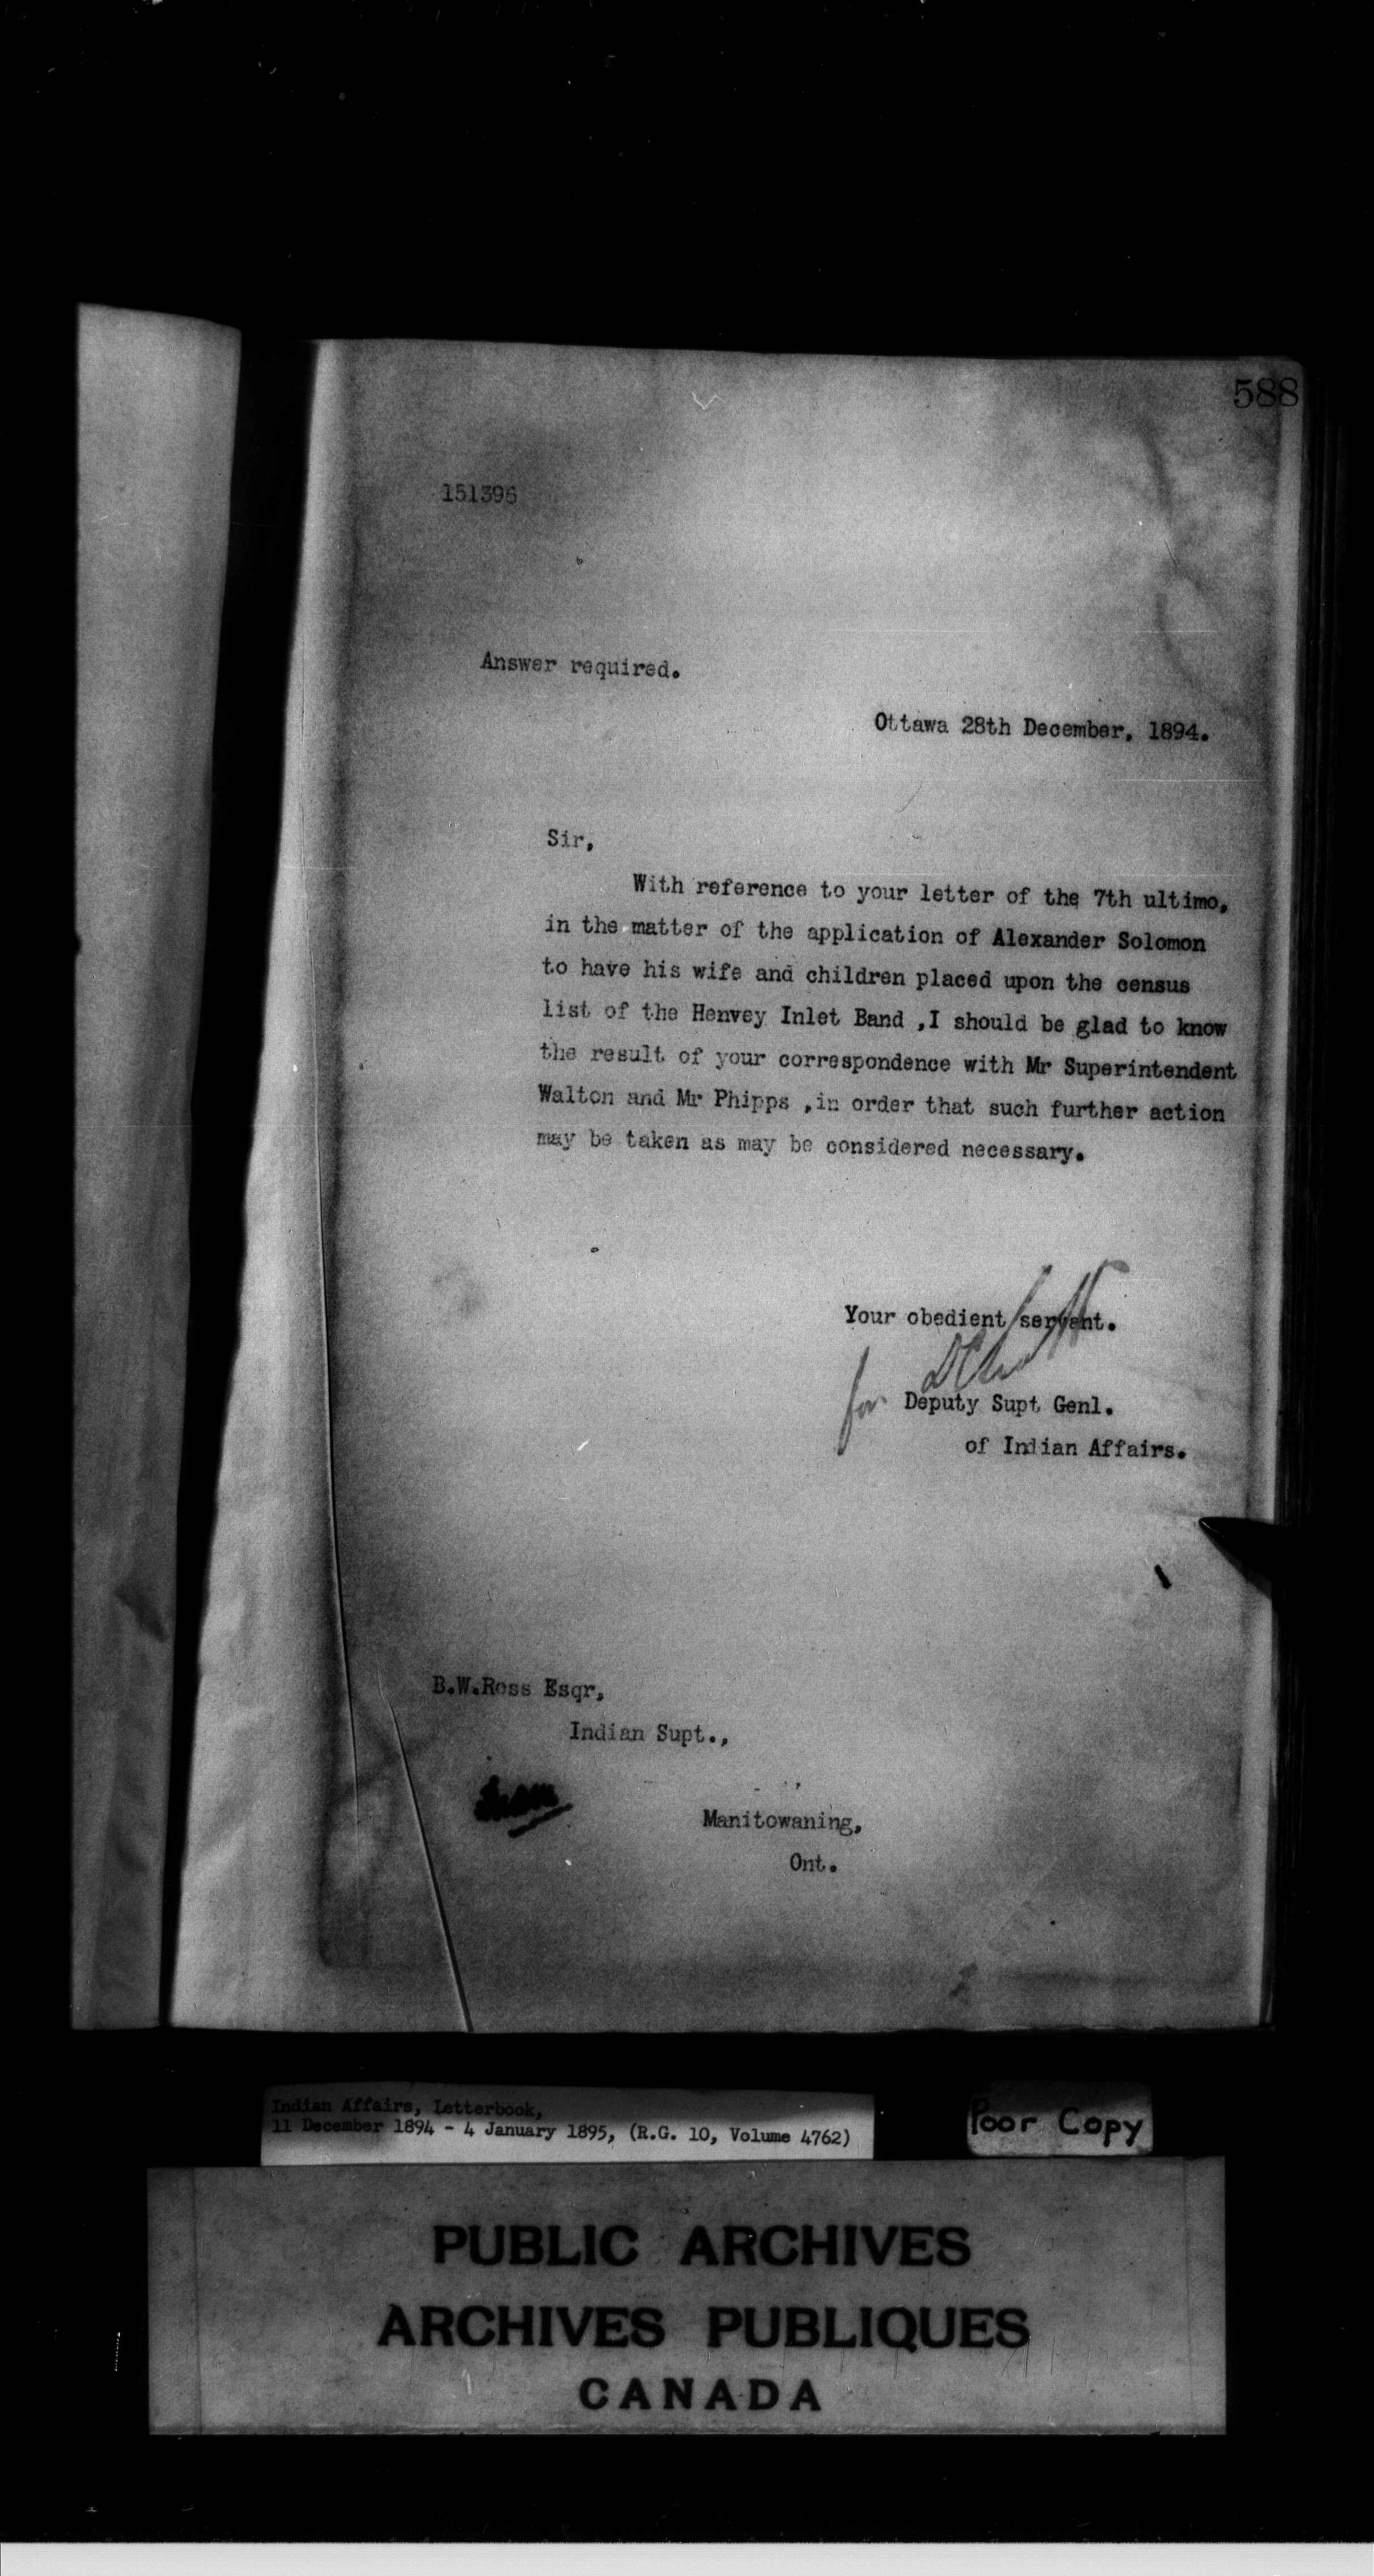 588
151396
Answer required.
Ottawa 28th December, 1894.
Sir,
With reference to your letter of the 7th ultimo,
in the matter of the application of Alexander Solomon
to have his wife and children placed upon the census
list of the Henvey Inlet Band ,I should be glad to know
the result of your correspondence with Mr Superintendent
Walton and Mr Phipps ,in order that such further action
may be taken as may be considered necessary.
Your obedient servant.
for Deputy Supt Genl.
of Indian Affairs.
B.W.Ross Esqr,
Indian Supt.,
Manitowaning,
Ont.
Indian Affairs, Letterbook,
11 December 1894 - 4 January 1895, (R.G. 10, Volume 4762)
Poor Copy
PUBLIC ARCHIVES
ARCHIVES PUBLIQUES
CANADA